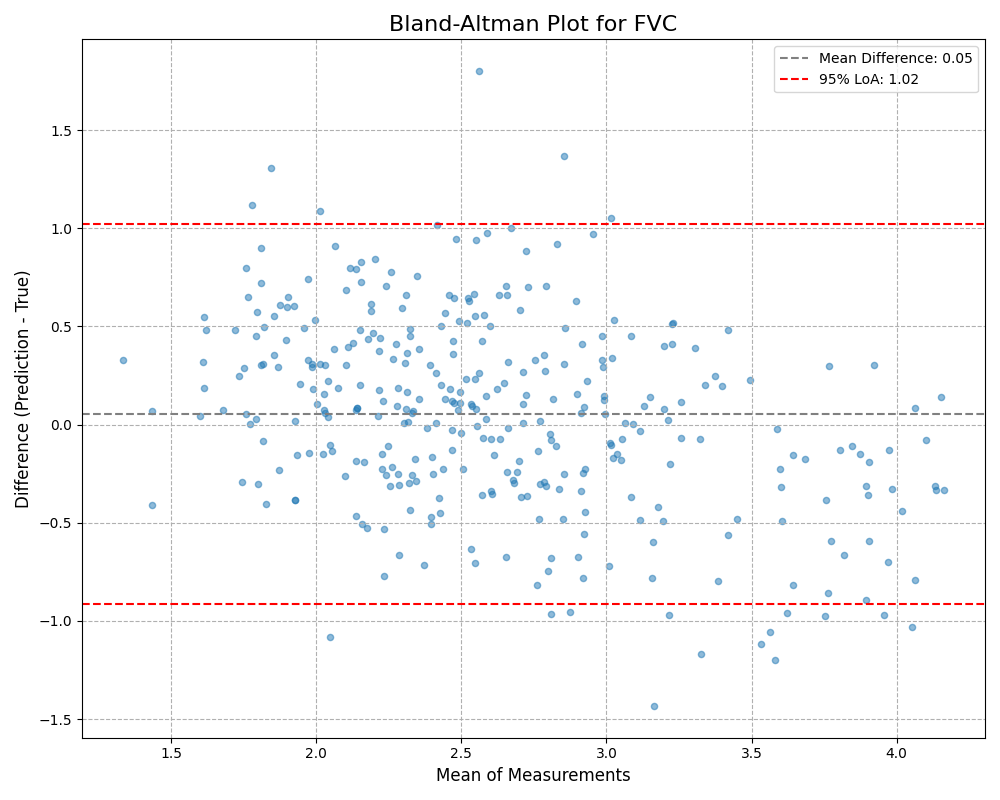 Bland-Altman Plot for FVC
Mean Difference: 0.05
95% LoA: 1.02
Difference (Prediction - True)
1.5
1.0
0.5
0.0
−0.5
−1.0
−1.5
1.5 2.0 2.5 3.0 3.5 4.0
Mean of Measurements